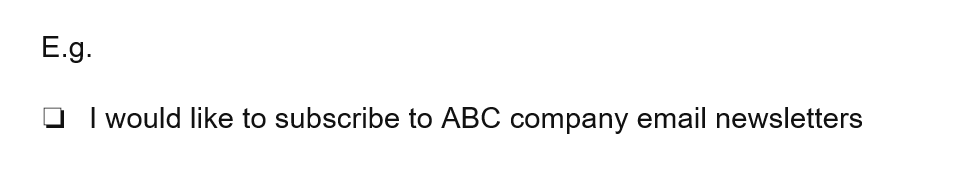 E.g.
❏ I would like to subscribe to ABC company email newsletters